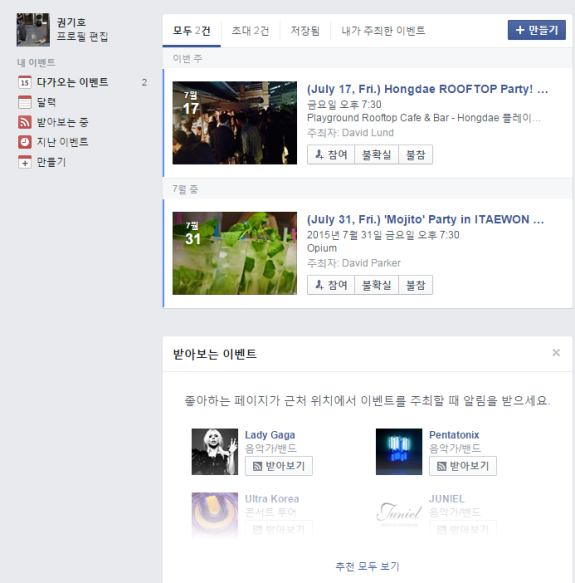 권기호
프로필 편집
내 이벤트
15 다가오는 이벤트 2
달력
받아보는 중
지난 이벤트
만들기
모두 2건 초대 2건 저장됨 내가 주최한 이벤트 + 만들기
이번 주
7월
17
(July 17, Fri.) Hongdae ROOFTOP Party! ...
금요일 오후 7:30
Playground Rooftop Cafe & Bar - Hongdae 플레이...
주최자: David Lund
참여 불확실 불참
7월 중
7월
31
(July 31, Fri.) 'Mojito' Party in ITAEWON ...
2015년 7월 31일 금요일 오후 7:30
Opium
주최자: David Parker
참여 불확실 불참
받아보는 이벤트 ×
좋아하는 페이지가 근처 위치에서 이벤트를 주최할 때 알림을 받으세요.
Lady Gaga
음악가/밴드
받아보기
Pentatonix
음악가/밴드
받아보기
Ultra Korea
콘서트 투어
받아보기
Juniel
JUNIEL
음악가/밴드
받아보기
추천 모두 보기